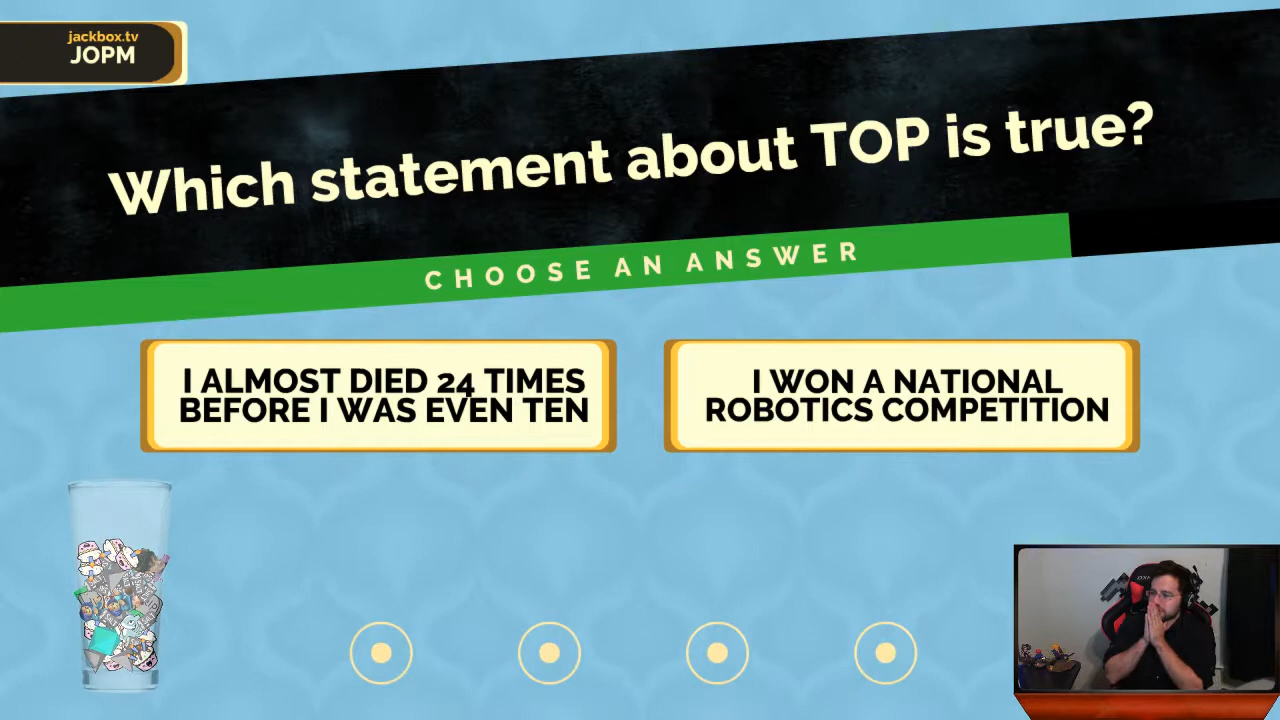 jackbox.tv
JOPM
Which statement about TOP is true?
CHOOSE AN ANSWER
I ALMOST DIED 24 TIMES
BEFORE I WAS EVEN TEN
I WON A NATIONAL
ROBOTICS COMPETITION